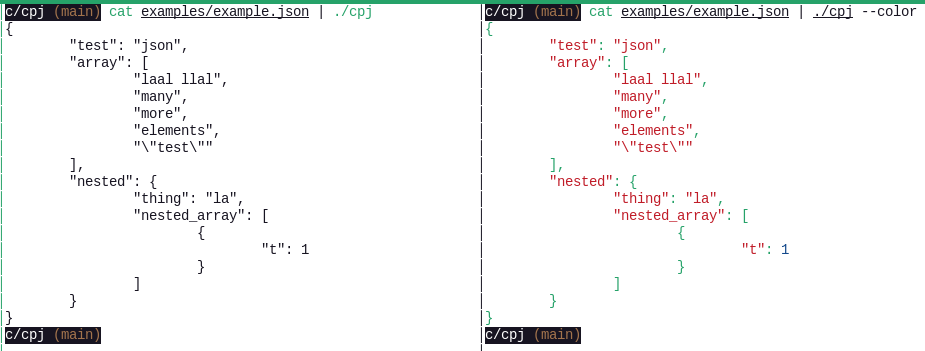 c/cpj (main) cat examples/example.json | ./cpj
{
        "test": "json",
        "array": [
                "laal llal",
                "many",
                "more",
                "elements",
                "\"test\""
        ],
        "nested": {
                "thing": "la",
                "nested_array": [
                        {
                                "t": 1
                        }
                ]
        }
}
c/cpj (main)
c/cpj (main) cat examples/example.json | ./cpj --color
{
        "test": "json",
        "array": [
                "laal llal",
                "many",
                "more",
                "elements",
                "\"test\""
        ],
        "nested": {
                "thing": "la",
                "nested_array": [
                        {
                                "t": 1
                        }
                ]
        }
}
c/cpj (main)